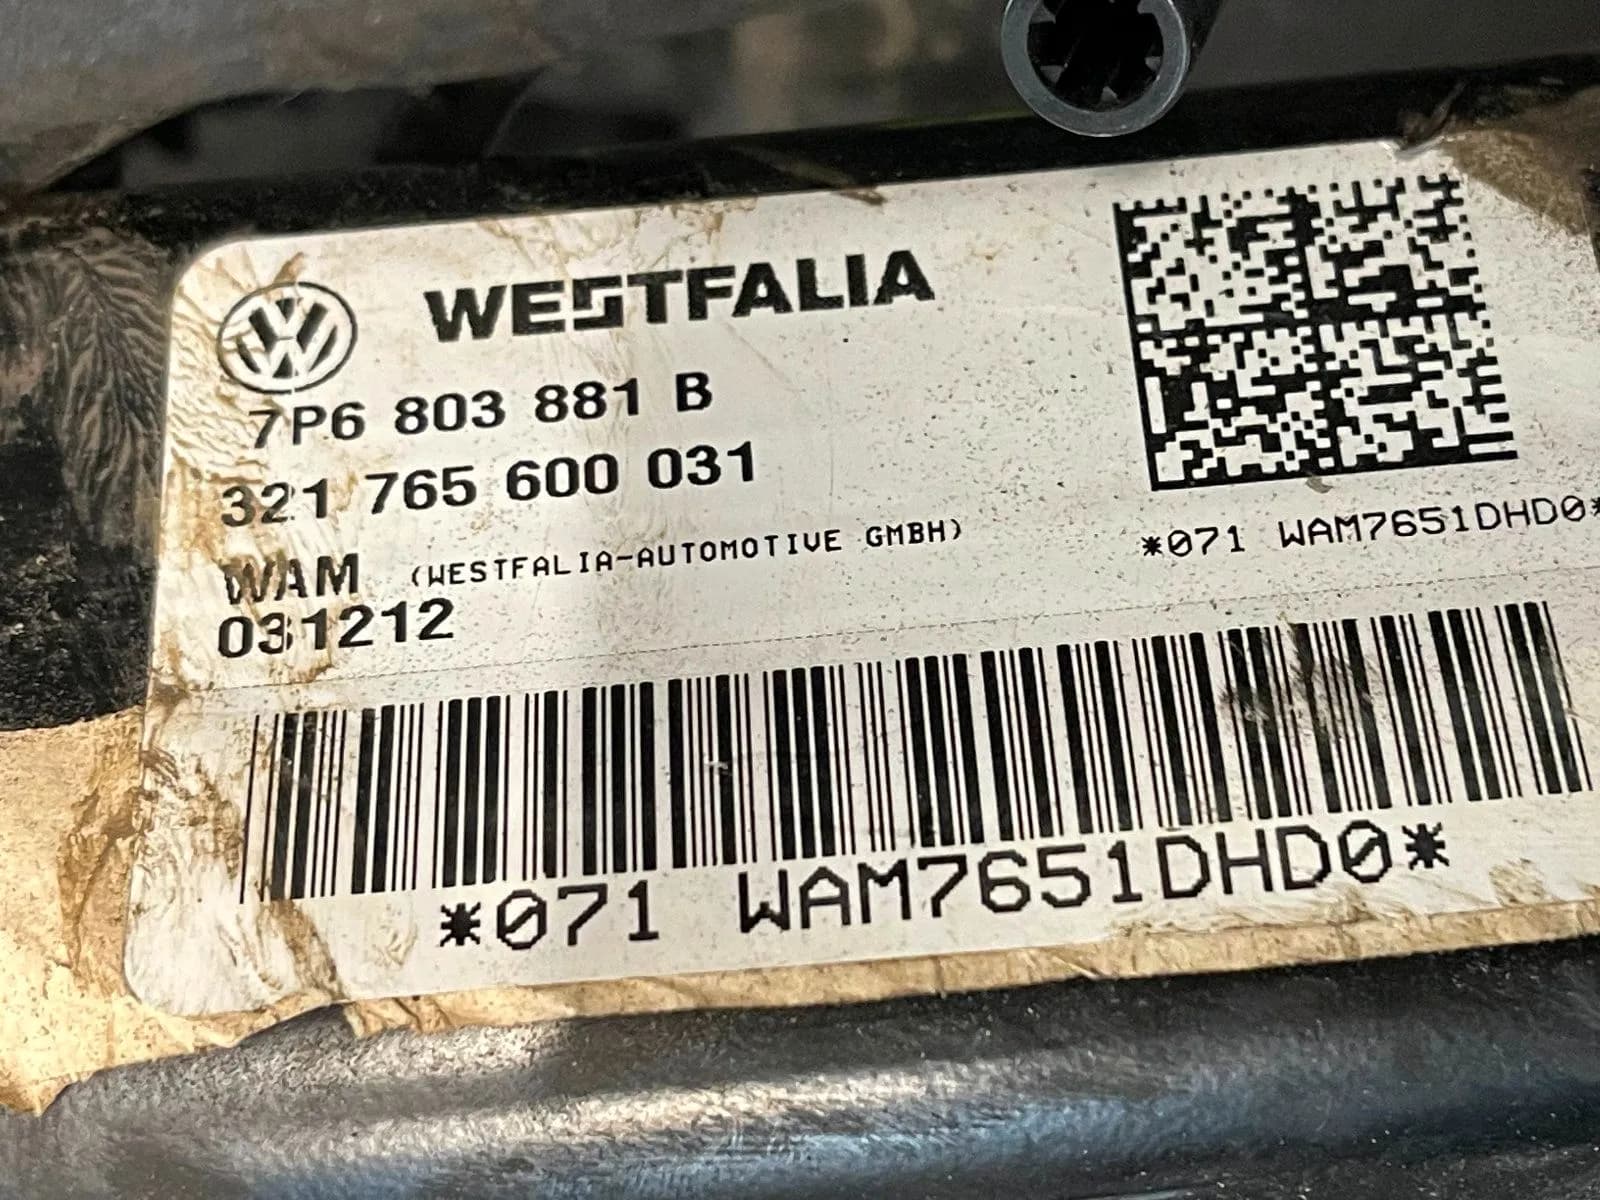 WESTFALIA
7P6 803 881 B
321 765 600 031
WAM (WESTFALIA-AUTOMOTIVE GMBH)
031212
*071 WAM7651DHD0*
*071 WAM7651DHD0*